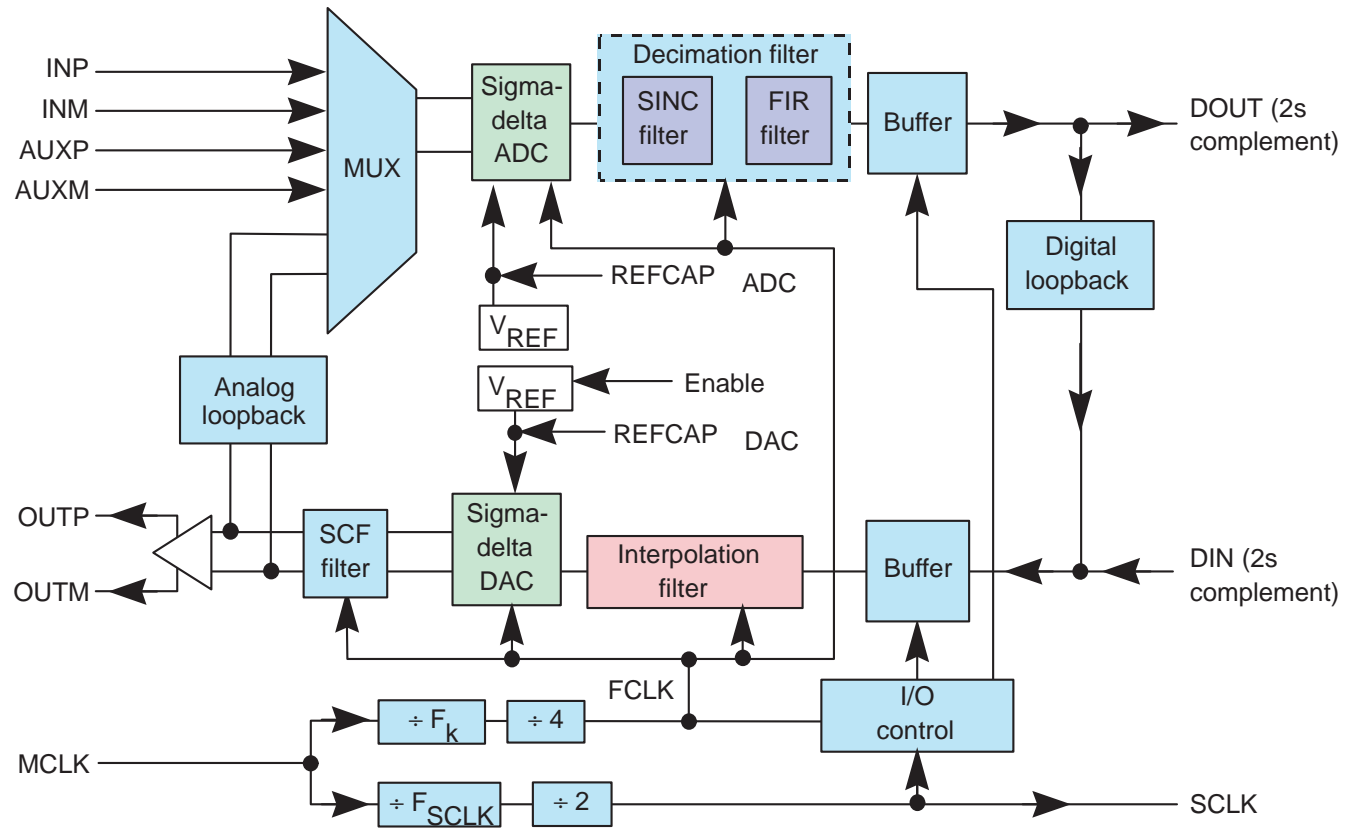 INP
INM
AUXP
AUXM
MUX
Sigma-
delta
ADC
Decimation filter
SINC
filter
FIR
filter
Buffer
DOUT (2s
complement)
Digital
loopback
REFCAP ADC
VREF
VREF
Enable
REFCAP DAC
Analog
loopback
OUTP
OUTM
SCF
filter
Sigma-
delta
DAC
Interpolation
filter
Buffer
DIN (2s
complement)
FCLK
I/O
control
MCLK
÷ Fk
÷ 4
÷ FSCLK
÷ 2
SCLK